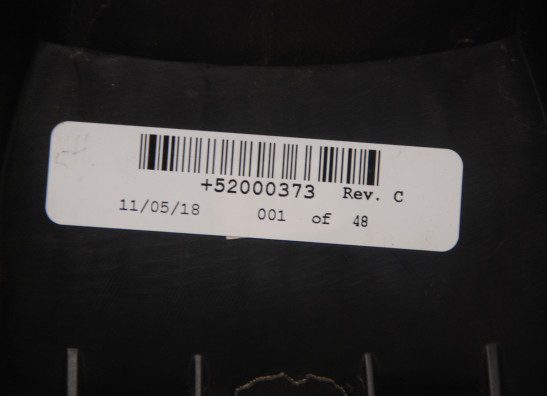 +52000373 Rev. C
11/05/18 001 of 48